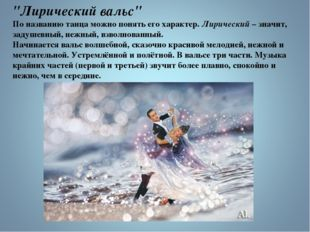 "Лирический вальс"
По названию танца можно понять его характер. Лирический – значит,
задушевный, нежный, взволнованный.
Начинается вальс волшебной, сказочно красивой мелодией, нежной и
мечтательной. Устремлённой и полётной. В вальсе три части. Музыка
крайних частей (первой и третьей) звучит более плавно, спокойно и
нежно, чем в середине.